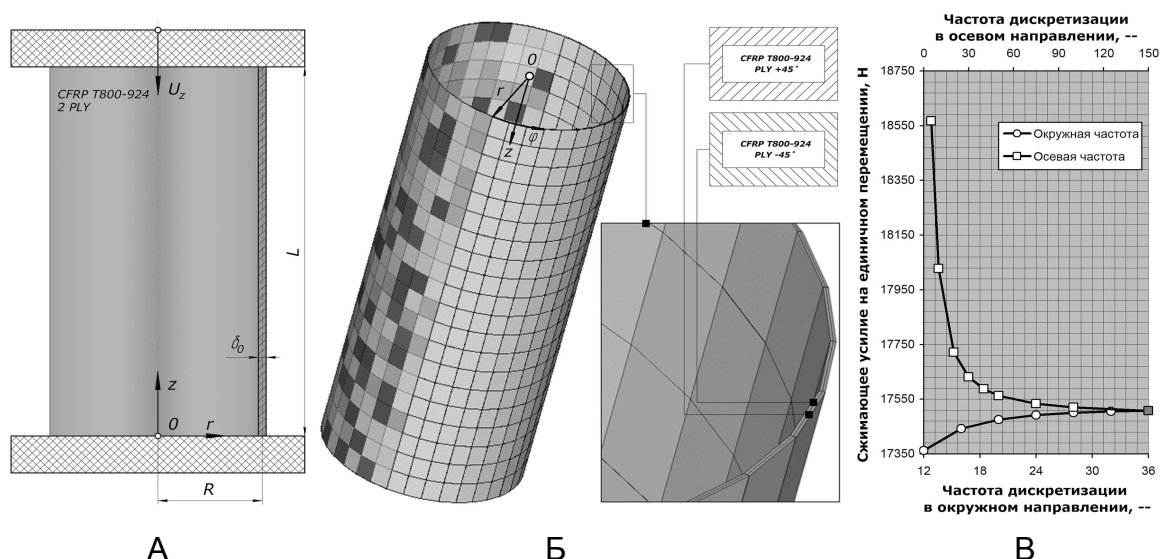 CFRP T800-924
2 PLY
U_z
L
δ_0
z
0
r
R
А
0
r
z
φ
CFRP T800-924
PLY +45°
CFRP T800-924
PLY -45°
Б
Частота дискретизации
в осевом направлении, --
0 30 60 90 120 150
Сжимающее усилие на единичном перемещении, Н
18750
18550
18350
18150
17950
17750
17550
17350
Окружная частота
Осевая частота
12 18 24 30 36
Частота дискретизации
в окружном направлении, --
В